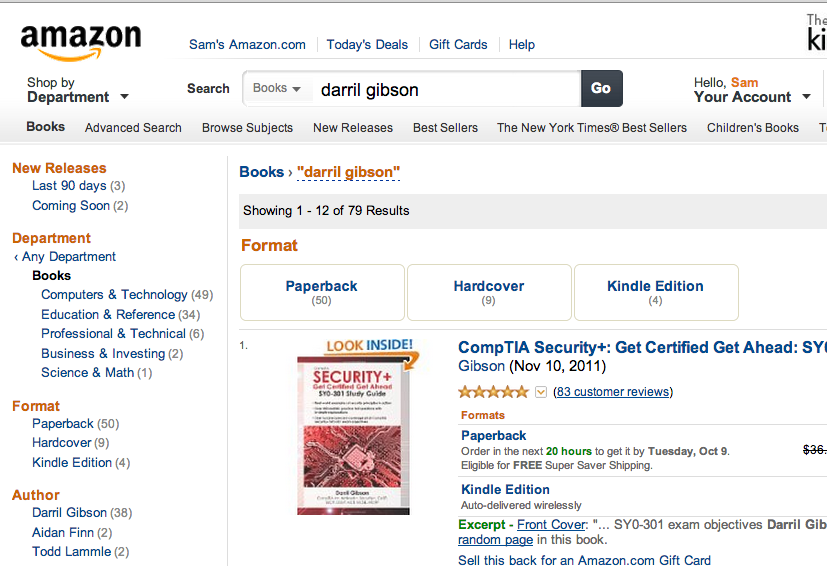 The
ki
amazon
Sam's Amazon.com Today's Deals Gift Cards Help
Shop by
Department
Search Books darril gibson Go
Hello, Sam
Your Account
Books Advanced Search Browse Subjects New Releases Best Sellers The New York Times® Best Sellers Children's Books T
New Releases
Last 90 days (3)
Coming Soon (2)
Department
‹ Any Department
Books
Computers & Technology (49)
Education & Reference (34)
Professional & Technical (6)
Business & Investing (2)
Science & Math (1)
Format
Paperback (50)
Hardcover (9)
Kindle Edition (4)
Author
Darril Gibson (38)
Aidan Finn (2)
Todd Lammle (2)
Books › "darril gibson"
Showing 1 - 12 of 79 Results
Format
Paperback
(50)
Hardcover
(9)
Kindle Edition
(4)
1.
LOOK INSIDE!
SECURITY+
Get Certified Get Ahead
SY0-301 Study Guide
Darril Gibson
CompTIA Security+: Get Certified Get Ahead: SY0
Gibson (Nov 10, 2011)
(83 customer reviews)
Formats
Paperback
Order in the next 20 hours to get it by Tuesday, Oct 9.
Eligible for FREE Super Saver Shipping.
$36.
Kindle Edition
Auto-delivered wirelessly
Excerpt - Front Cover: "... SY0-301 exam objectives Darril Gib
random page in this book.
Sell this back for an Amazon.com Gift Card